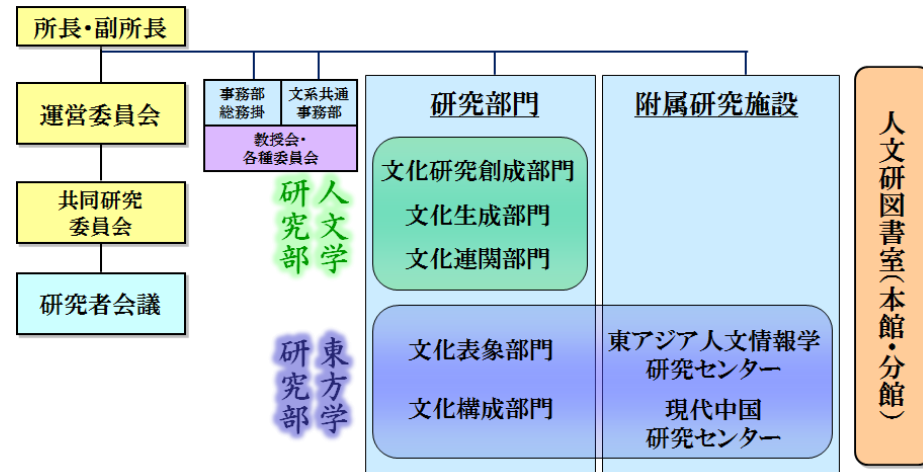 所長・副所長
運営委員会
共同研究
委員会
研究者会議
事務部
総務掛
文系共通
事務部
教授会・
各種委員会
研究部門
附属研究施設
人文学
研究部
文化研究創成部門
文化生成部門
文化連関部門
東方学
研究部
文化表象部門
文化構成部門
東アジア人文情報学
研究センター
現代中国
研究センター
人文研図書室(本館・分館)